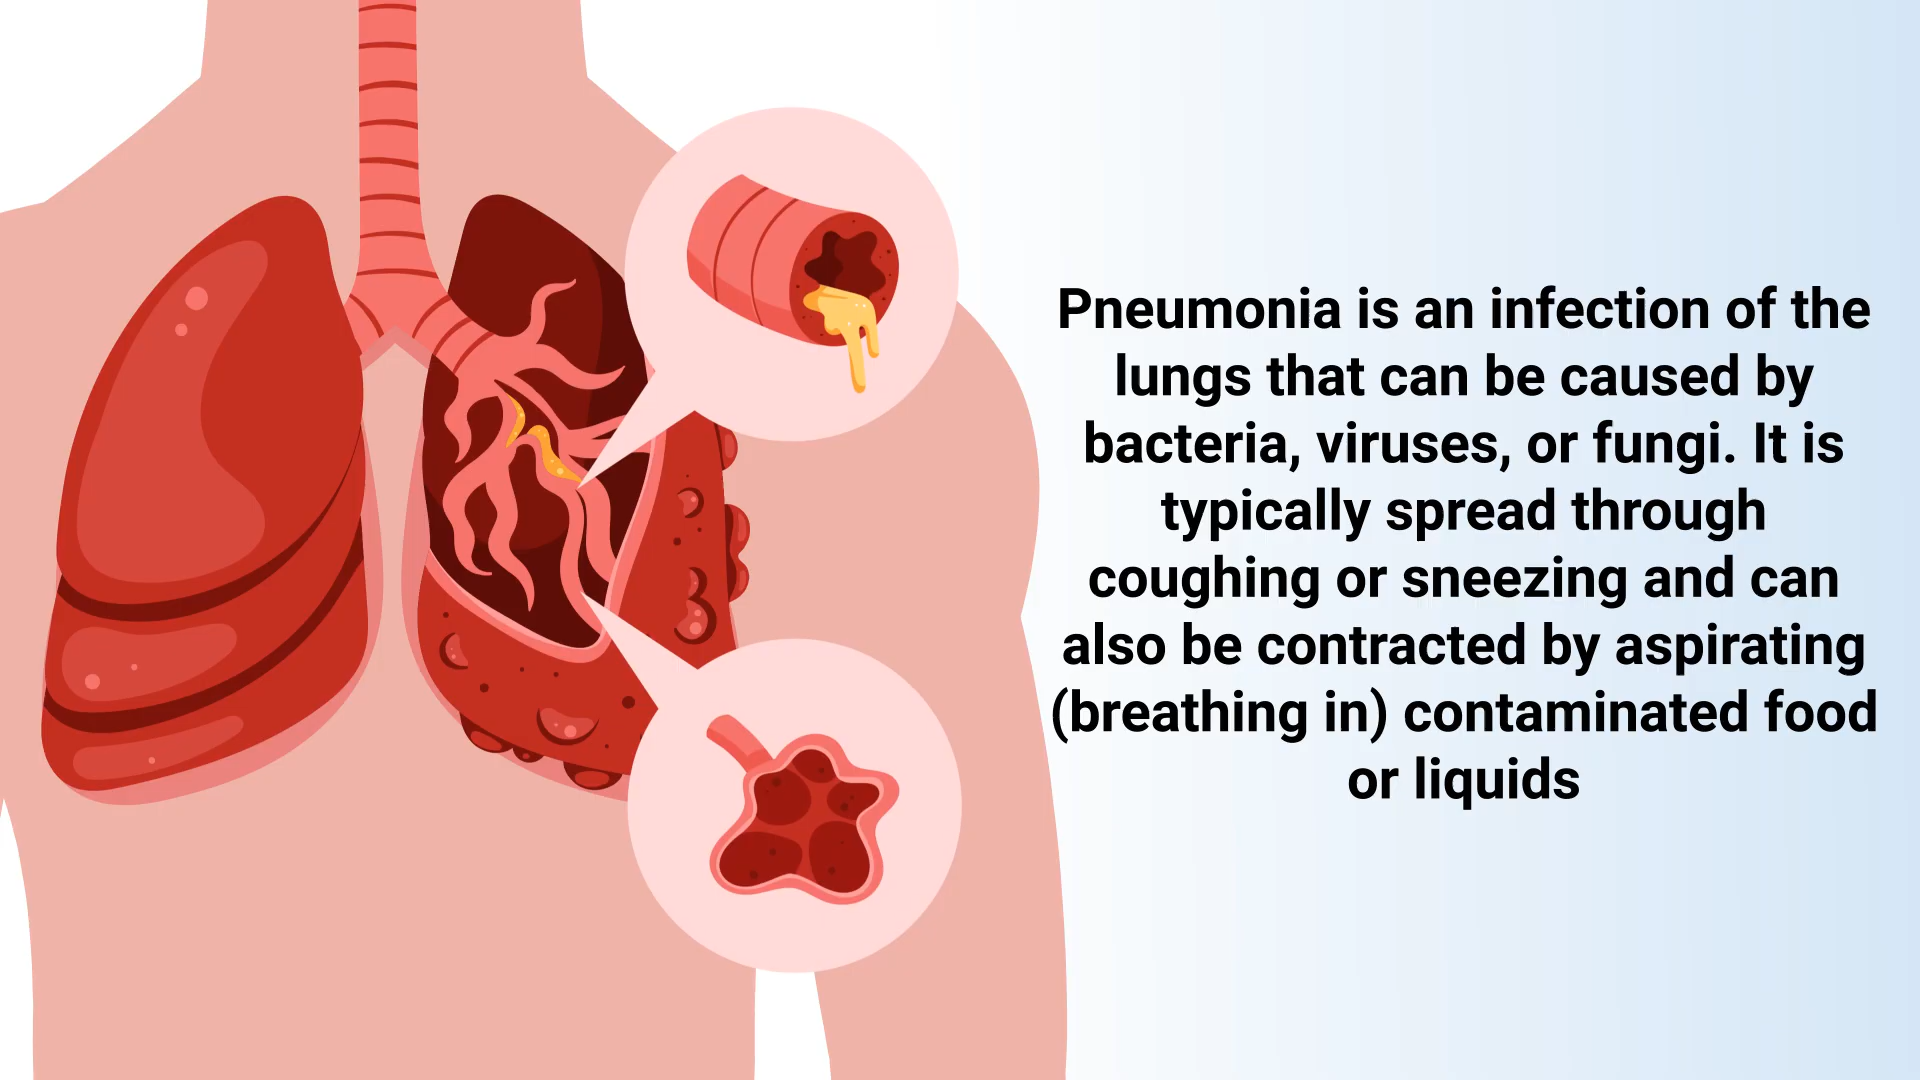 Pneumonia is an infection of the
lungs that can be caused by
bacteria, viruses, or fungi. It is
typically spread through
coughing or sneezing and can
also be contracted by aspirating
(breathing in) contaminated food
or liquids